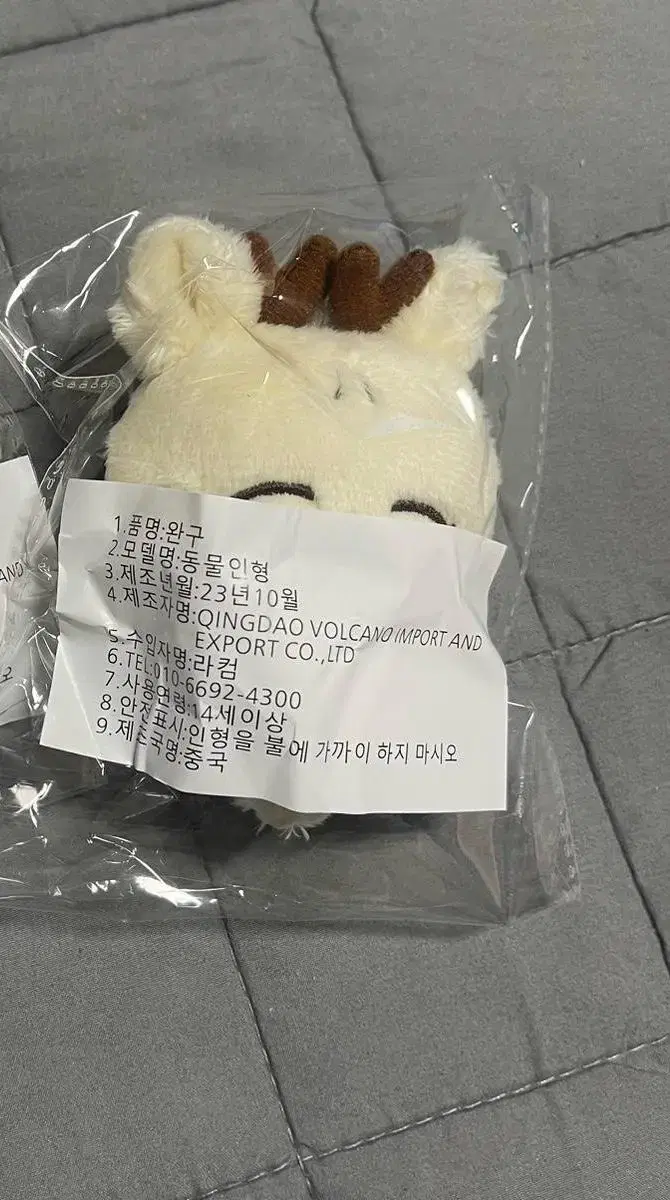 1.품명:완구
2.모델명:동물인형
3.제조년월:23년10월
4.제조자명:QINGDAO VOLCANO IMPORT AND
EXPORT CO.,LTD
5.수입자명:라컴
6.TEL:010-6692-4300
7.사용연령:14세이상
8.안전표시:인형을 불에 가까이 하지 마시오
9.제조국명:중국
AND
오